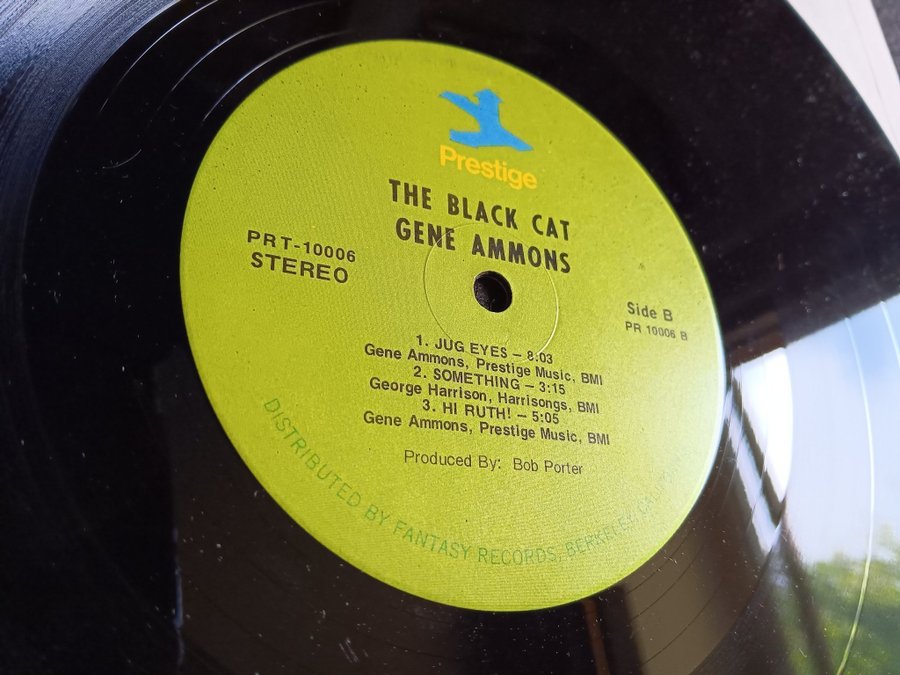 Prestige
THE BLACK CAT
GENE AMMONS
PRT-10006
STEREO
Side B
PR 10006 B
1. JUG EYES – 8:03
Gene Ammons, Prestige Music, BMI
2. SOMETHING – 3:15
George Harrison, Harrisongs, BMI
3. HI RUTH! – 5:05
Gene Ammons, Prestige Music, BMI
Produced By: Bob Porter
DISTRIBUTED BY FANTASY RECORDS, BERKELEY,